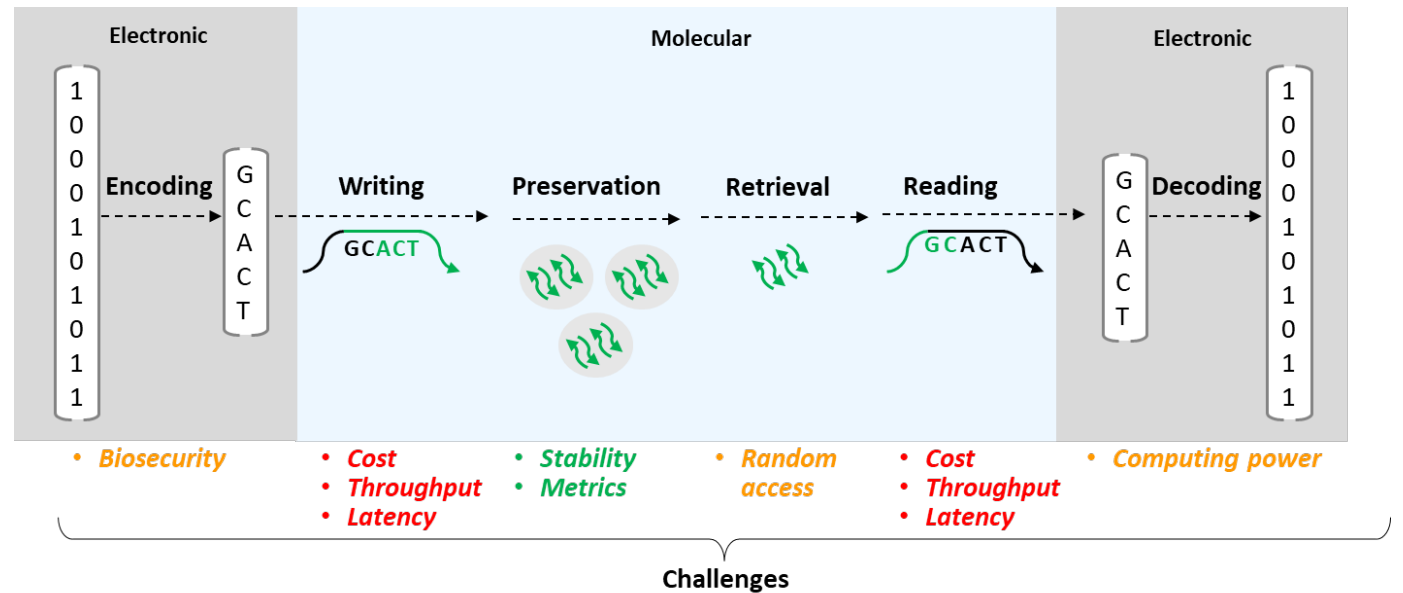 Electronic
Molecular
Electronic
1
0
0
0
1
0
1
0
1
1
Encoding
G
C
A
C
T
Writing
GCACT
Preservation
Retrieval
Reading
GCACT
G
C
A
C
T
Decoding
1
0
0
0
1
0
1
0
1
1
• Biosecurity
• Cost
• Throughput
• Latency
• Stability
• Metrics
• Random
access
• Cost
• Throughput
• Latency
• Computing power
Challenges